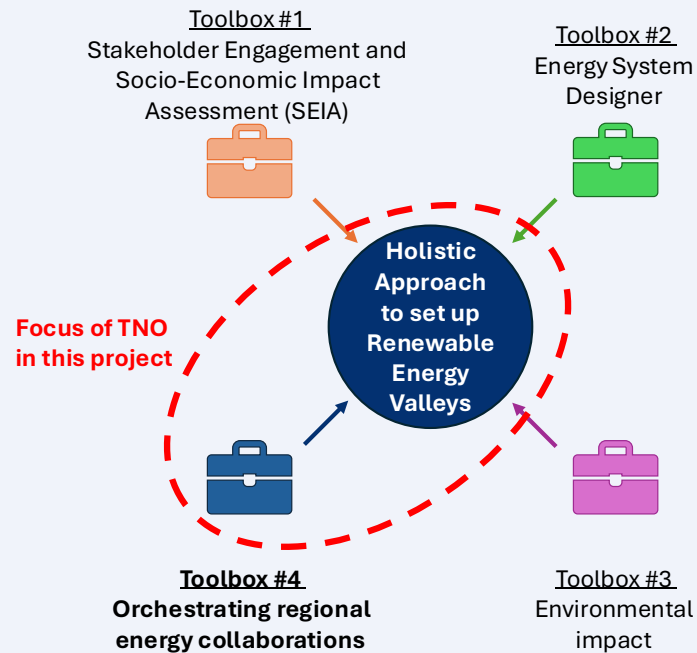 Toolbox #1
Stakeholder Engagement and
Socio-Economic Impact
Assessment (SEIA)
Toolbox #2
Energy System
Designer
Holistic
Approach
to set up
Renewable
Energy
Valleys
Focus of TNO
in this project
Toolbox #4
Orchestrating regional
energy collaborations
Toolbox #3
Environmental
impact